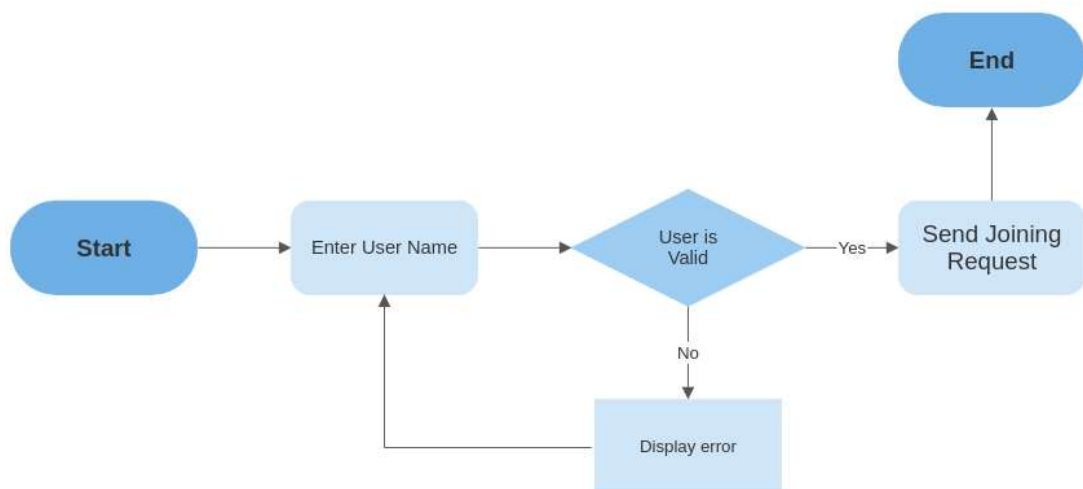 End
Start
Enter User Name
User is
Valid
Yes
Send Joining
Request
No
Display error